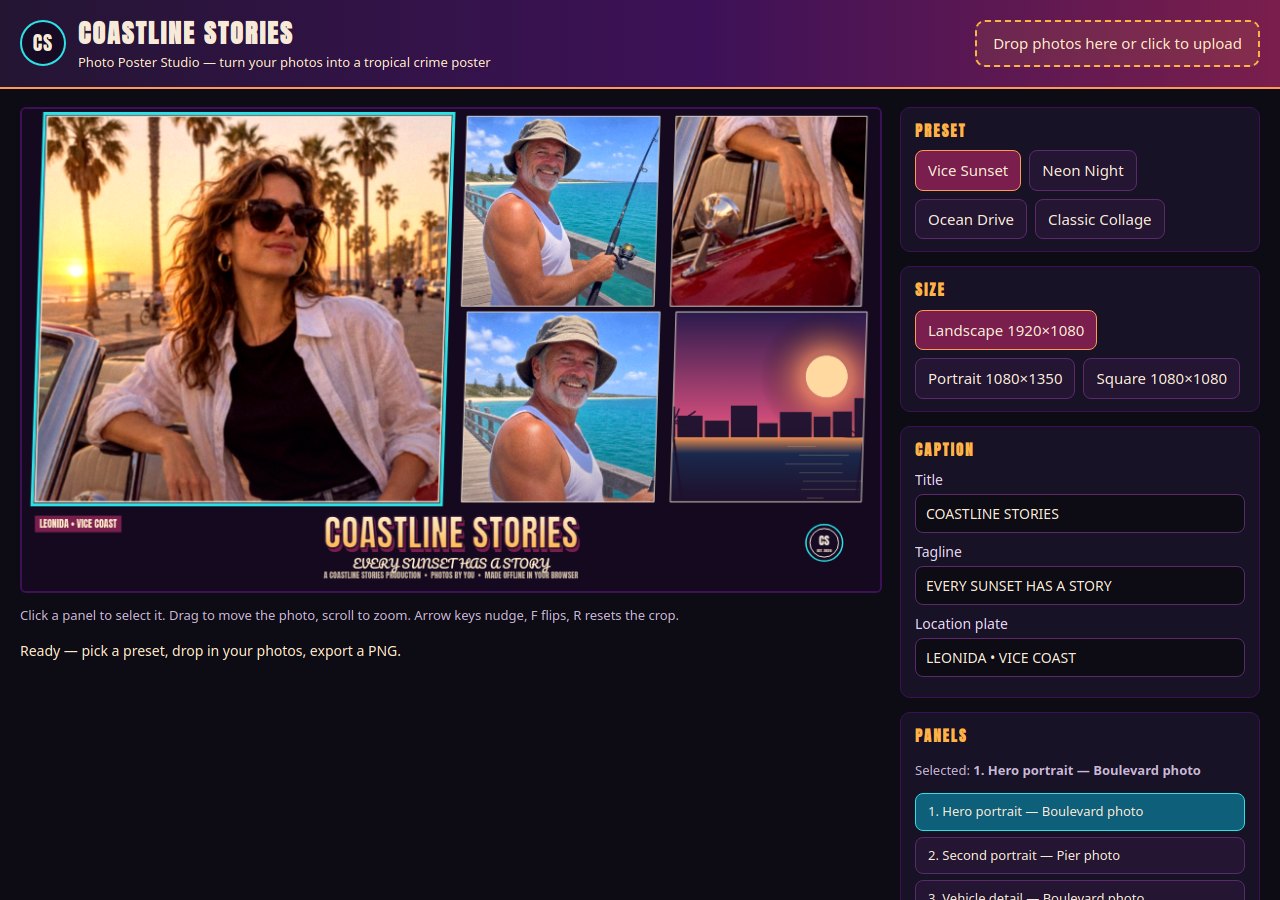 CS
COASTLINE STORIES
Photo Poster Studio — turn your photos into a tropical crime poster
Drop photos here or click to upload
LEONIDA • VICE COAST
COASTLINE STORIES
EVERY SUNSET HAS A STORY
A COASTLINE STORIES PRODUCTION • PHOTOS BY YOU • MADE OFFLINE IN YOUR BROWSER
CS
Click a panel to select it. Drag to move the photo, scroll to zoom. Arrow keys nudge, F flips, R resets the crop.
Ready — pick a preset, drop in your photos, export a PNG.
PRESET
Vice Sunset
Neon Night
Ocean Drive
Classic Collage
SIZE
Landscape 1920×1080
Portrait 1080×1350
Square 1080×1080
CAPTION
Title
COASTLINE STORIES
Tagline
EVERY SUNSET HAS A STORY
Location plate
LEONIDA • VICE COAST
PANELS
Selected: 1. Hero portrait — Boulevard photo
1. Hero portrait — Boulevard photo
2. Second portrait — Pier photo
3. Vehicle detail — Boulevard photo